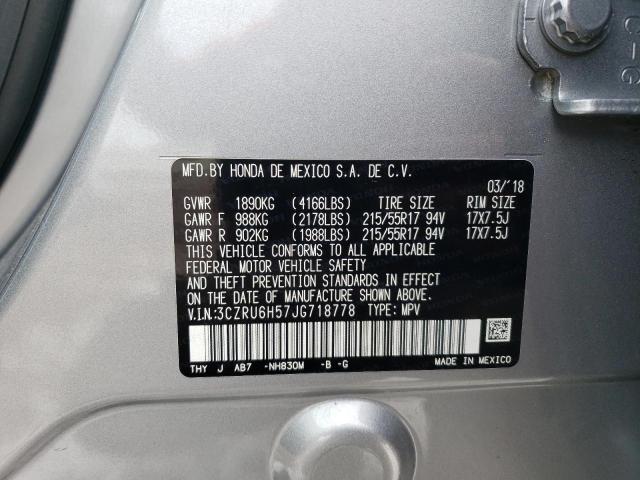 MFD.BY HONDA DE MEXICO S.A. DE C.V.
03/'18
GVWR 1890KG (4166LBS) TIRE SIZE RIM SIZE
GAWR F 988KG (2178LBS) 215/55R17 94V 17X7.5J
GAWR R 902KG (1988LBS) 215/55R17 94V 17X7.5J
THIS VEHICLE CONFORMS TO ALL APPLICABLE
FEDERAL MOTOR VEHICLE SAFETY
AND THEFT PREVENTION STANDARDS IN EFFECT
ON THE DATE OF MANUFACTURE SHOWN ABOVE.
V.I.N.:3CZRU6H57JG718778 TYPE: MPV
THY J AB7 -NH830M -B -G MADE IN MEXICO
C-G